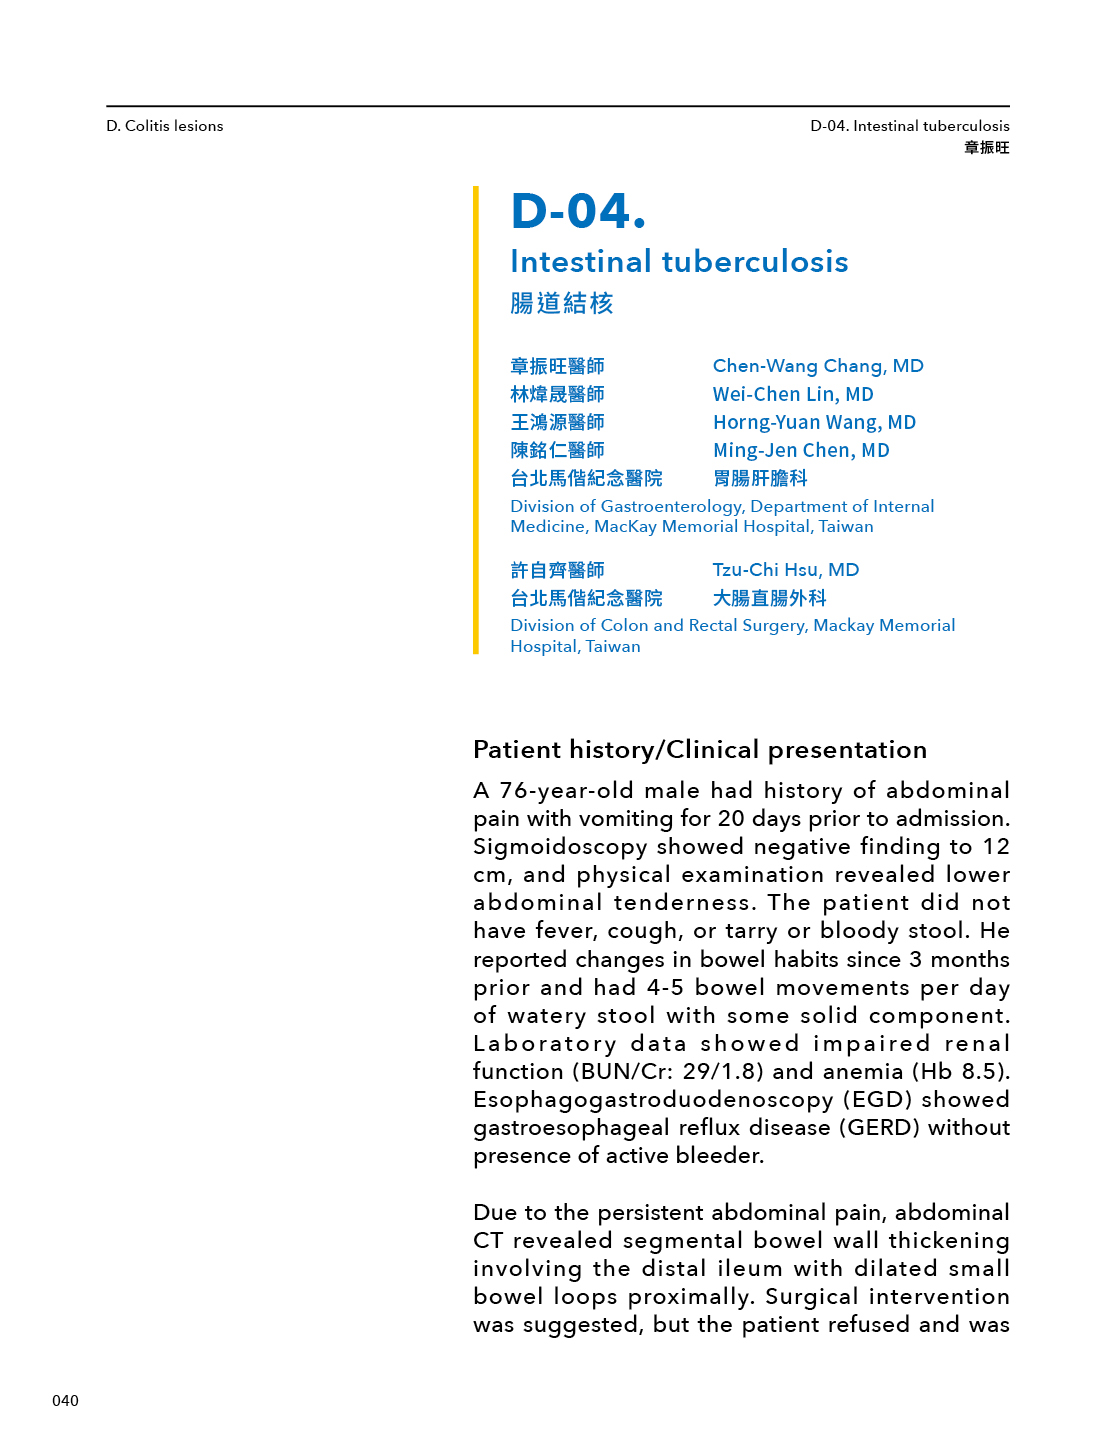 D. Colitis lesions
D-04. Intestinal tuberculosis
章振旺
D-04.
Intestinal tuberculosis
腸道結核
章振旺醫師 Chen-Wang Chang, MD
林煒晟醫師 Wei-Chen Lin, MD
王鴻源醫師 Horng-Yuan Wang, MD
陳銘仁醫師 Ming-Jen Chen, MD
台北馬偕紀念醫院 胃腸肝膽科
Division of Gastroenterology, Department of Internal
Medicine, MacKay Memorial Hospital, Taiwan
許自齊醫師 Tzu-Chi Hsu, MD
台北馬偕紀念醫院 大腸直腸外科
Division of Colon and Rectal Surgery, Mackay Memorial
Hospital, Taiwan
Patient history/Clinical presentation
A 76-year-old male had history of abdominal
pain with vomiting for 20 days prior to admission.
Sigmoidoscopy showed negative finding to 12
cm, and physical examination revealed lower
abdominal tenderness. The patient did not
have fever, cough, or tarry or bloody stool. He
reported changes in bowel habits since 3 months
prior and had 4-5 bowel movements per day
of watery stool with some solid component.
Laboratory data showed impaired renal
function (BUN/Cr: 29/1.8) and anemia (Hb 8.5).
Esophagogastroduodenoscopy (EGD) showed
gastroesophageal reflux disease (GERD) without
presence of active bleeder.
Due to the persistent abdominal pain, abdominal
CT revealed segmental bowel wall thickening
involving the distal ileum with dilated small
bowel loops proximally. Surgical intervention
was suggested, but the patient refused and was
040